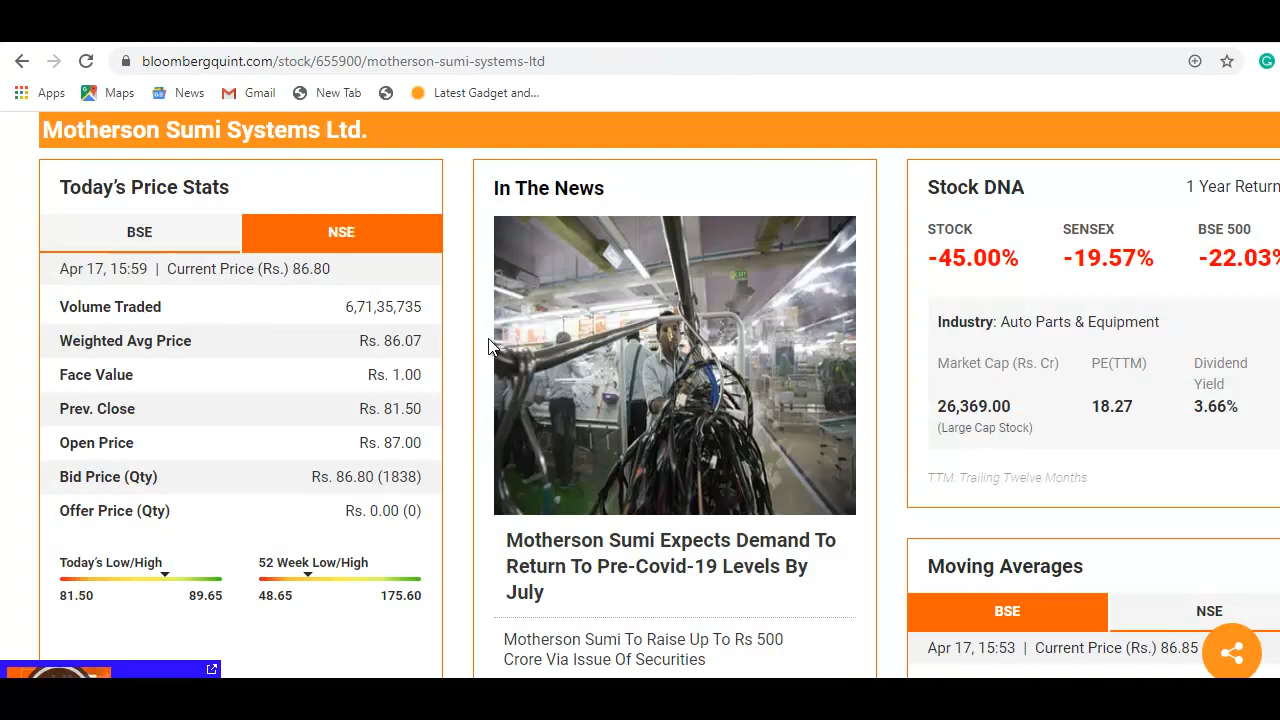 bloombergquint.com/stock/655900/motherson-sumi-systems-ltd
Apps Maps News Gmail New Tab Latest Gadget and...
Motherson Sumi Systems Ltd.
Today's Price Stats
BSE NSE
Apr 17, 15:59 | Current Price (Rs.) 86.80
Volume Traded 6,71,35,735
Weighted Avg Price Rs. 86.07
Face Value Rs. 1.00
Prev. Close Rs. 81.50
Open Price Rs. 87.00
Bid Price (Qty) Rs. 86.80 (1838)
Offer Price (Qty) Rs. 0.00 (0)
Today's Low/High 52 Week Low/High
81.50 89.65 48.65 175.60
In The News
EXIT
Motherson Sumi Expects Demand To
Return To Pre-Covid-19 Levels By
July
Motherson Sumi To Raise Up To Rs 500
Crore Via Issue Of Securities
Stock DNA 1 Year Return
STOCK SENSEX BSE 500
-45.00% -19.57% -22.03%
Industry: Auto Parts & Equipment
Market Cap (Rs. Cr) PE(TTM) Dividend
Yield
26,369.00 18.27 3.66%
(Large Cap Stock)
TTM: Trailing Twelve Months
Moving Averages
BSE NSE
Apr 17, 15:53 | Current Price (Rs.) 86.85